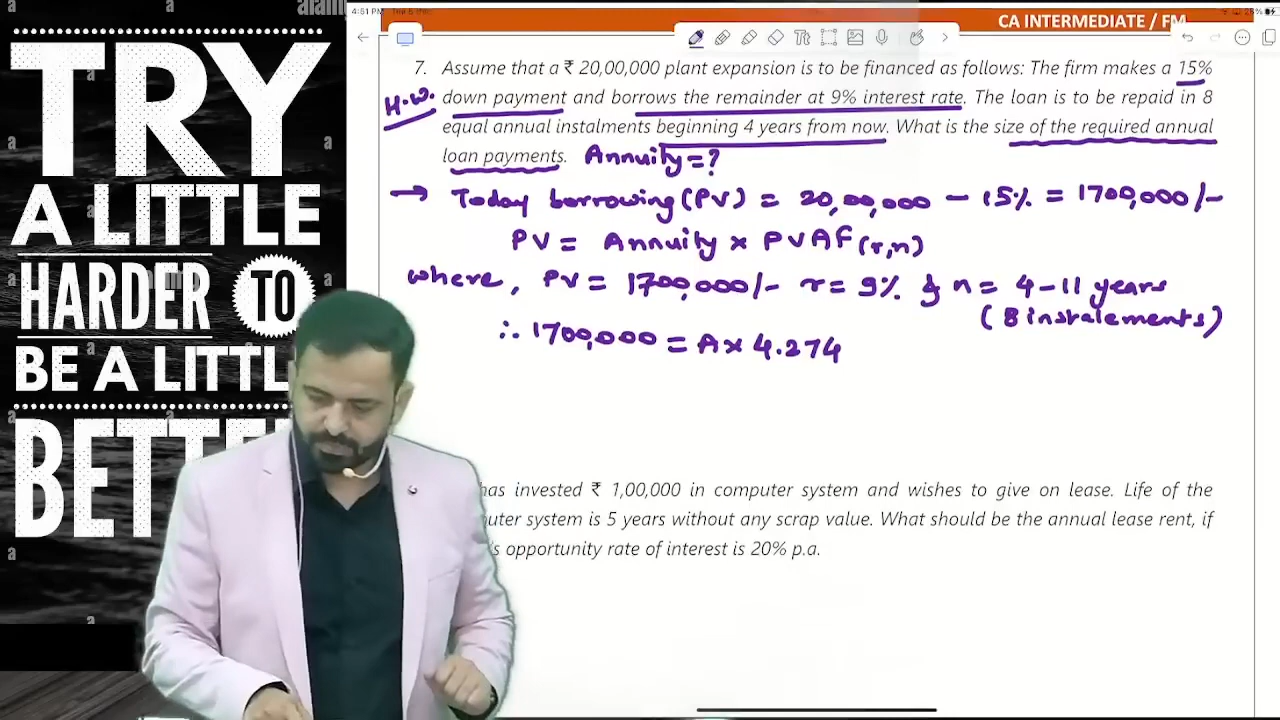 TRY
A LITTLE
HARDER
TO
BE A LITTL
BETTE
4:51 PM
CA INTERMEDIATE / FM
7. Assume that a ₹ 20,00,000 plant expansion is to be financed as follows: The firm makes a 15%
H.W.
down payment and borrows the remainder at 9% interest rate. The loan is to be repaid in 8
equal annual instalments beginning 4 years from now. What is the size of the required annual
loan payments. Annuity = ?
→ Today borrowing (PV) = 20,00,000 - 15% = 1700,000/-
PV = Annuity × PVAF(r,n)
where, PV = 1700,000/- r = 9% & n = 4-11 years
(8 instalements)
∴ 1700,000 = A × 4.274
has invested ₹ 1,00,000 in computer system and wishes to give on lease. Life of the
uter system is 5 years without any scrap value. What should be the annual lease rent, if
's opportunity rate of interest is 20% p.a.